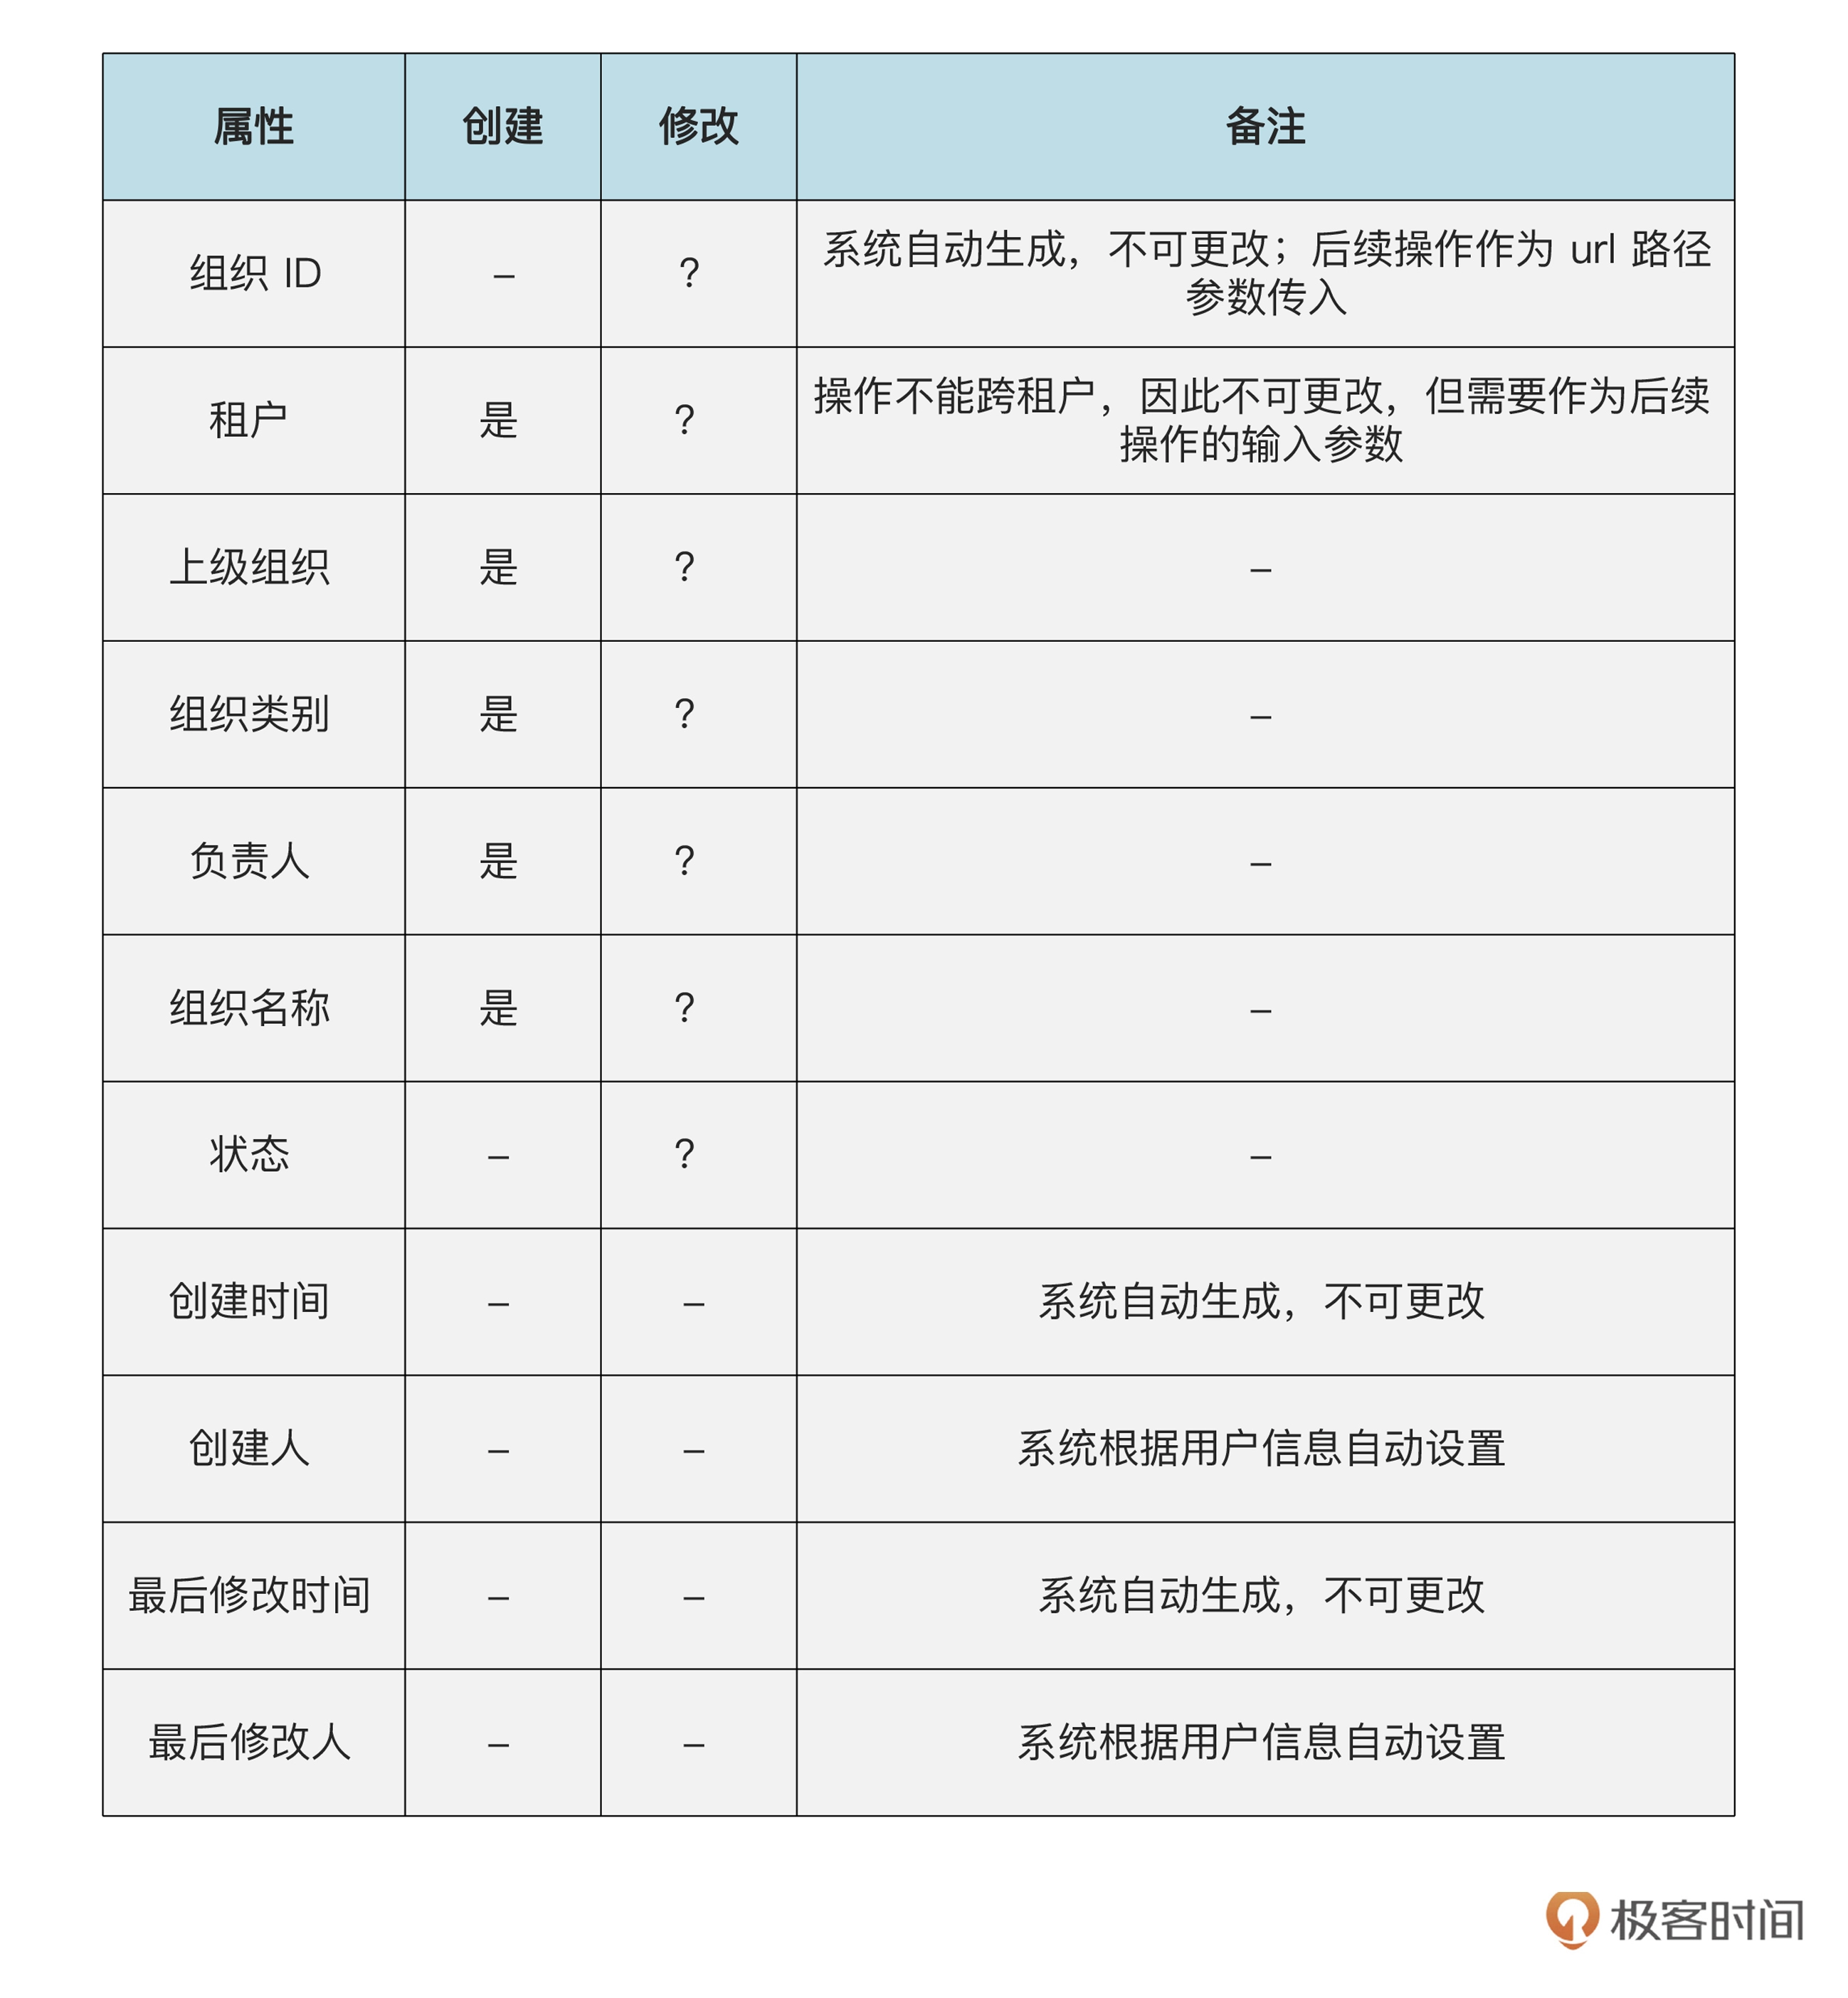 属性 创建 修改 备注
组织 ID – ? 系统自动生成，不可更改；后续操作作为 url 路径
参数传入
租户 是 ? 操作不能跨租户，因此不可更改，但需要作为后续
操作的输入参数
上级组织 是 ? –
组织类别 是 ? –
负责人 是 ? –
组织名称 是 ? –
状态 – ? –
创建时间 – – 系统自动生成，不可更改
创建人 – – 系统根据用户信息自动设置
最后修改时间 – – 系统自动生成，不可更改
最后修改人 – – 系统根据用户信息自动设置
极客时间